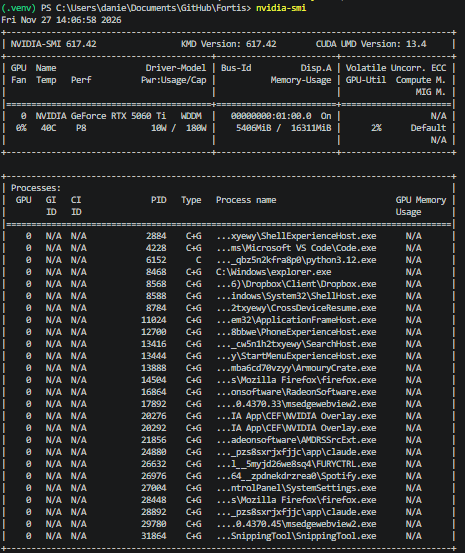 (.venv) PS C:\Users\danie\Documents\GitHub\Fortis> nvidia-smi
Fri Nov 27 14:06:58 2026
+-----------------------------------------------------------------------------------------+
| NVIDIA-SMI 617.42 KMD Version: 617.42 CUDA UMD Version: 13.4 |
| GPU Name Driver-Model | Bus-Id Disp.A | Volatile Uncorr. ECC |
| Fan Temp Perf Pwr:Usage/Cap | Memory-Usage | GPU-Util Compute M. |
| | | MIG M. |
| 0 NVIDIA GeForce RTX 5060 Ti WDDM | 00000000:01:00.0 On | N/A |
| 0% 40C P8 10W / 180W | 5406MiB / 16311MiB | 2% Default |
| | | N/A |
| Processes: |
| GPU GI CI PID Type Process name GPU Memory |
| ID ID Usage |
| 0 N/A N/A 2884 C+G ...xyewy\ShellExperienceHost.exe N/A |
| 0 N/A N/A 4228 C+G ...ms\Microsoft VS Code\Code.exe N/A |
| 0 N/A N/A 6152 C ..._qbz5n2kfra8p0\python3.12.exe N/A |
| 0 N/A N/A 8468 C+G C:\Windows\explorer.exe N/A |
| 0 N/A N/A 8568 C+G ...6)\Dropbox\Client\Dropbox.exe N/A |
| 0 N/A N/A 8588 C+G ...indows\System32\ShellHost.exe N/A |
| 0 N/A N/A 8784 C+G ...2txyewy\CrossDeviceResume.exe N/A |
| 0 N/A N/A 11024 C+G ...em32\ApplicationFrameHost.exe N/A |
| 0 N/A N/A 12700 C+G ...8bbwe\PhoneExperienceHost.exe N/A |
| 0 N/A N/A 13416 C+G ..._cw5n1h2txyewy\SearchHost.exe N/A |
| 0 N/A N/A 13444 C+G ...y\StartMenuExperienceHost.exe N/A |
| 0 N/A N/A 13888 C+G ...mba6cd70vzyy\ArmouryCrate.exe N/A |
| 0 N/A N/A 14504 C+G ...s\Mozilla Firefox\firefox.exe N/A |
| 0 N/A N/A 16864 C+G ...onsoftware\RadeonSoftware.exe N/A |
| 0 N/A N/A 17892 C+G ....0.4370.33\msedgewebview2.exe N/A |
| 0 N/A N/A 20276 C+G ...IA App\CEF\NVIDIA Overlay.exe N/A |
| 0 N/A N/A 20292 C+G ...IA App\CEF\NVIDIA Overlay.exe N/A |
| 0 N/A N/A 21856 C+G ...adeonsoftware\AMDRSSrcExt.exe N/A |
| 0 N/A N/A 24880 C+G ..._pzs8sxrjxfjjc\app\claude.exe N/A |
| 0 N/A N/A 26632 C+G ...l__5myjd26we8sq4\FURYCTRL.exe N/A |
| 0 N/A N/A 26976 C+G ...64__zpdnekdrzrea0\Spotify.exe N/A |
| 0 N/A N/A 27004 C+G ...ntrolPanel\SystemSettings.exe N/A |
| 0 N/A N/A 28448 C+G ...s\Mozilla Firefox\firefox.exe N/A |
| 0 N/A N/A 28892 C+G ..._pzs8sxrjxfjjc\app\claude.exe N/A |
| 0 N/A N/A 29780 C+G ....0.4370.45\msedgewebview2.exe N/A |
| 0 N/A N/A 31864 C+G ...SnippingTool\SnippingTool.exe N/A |
+-----------------------------------------------------------------------------------------+